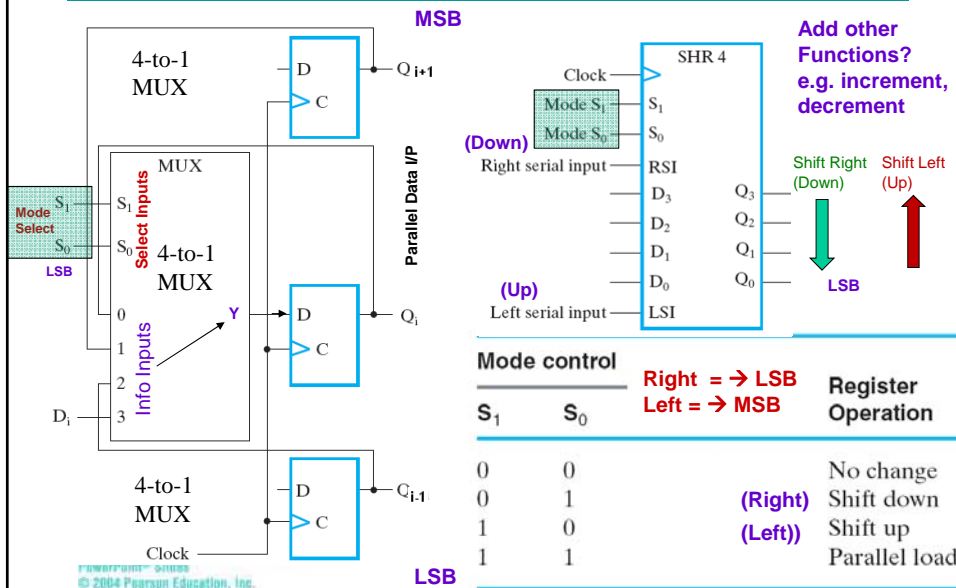 MSB
4-to-1
MUX
D
C
Q i+1
MUX
Mode
Select
S1
S0
LSB
S1
S0
Select Inputs
4-to-1
MUX
Parallel Data I/P
0
1
2
3
Info Inputs
Y
Di
D
C
Qi
4-to-1
MUX
D
C
Qi-1
Clock
© 2004 Pearson Education, Inc.
LSB
SHR 4
Clock
Mode S1
S1
Mode S0
S0
(Down)
Right serial input
RSI
D3
D2
D1
D0
Q3
Q2
Q1
Q0
(Up)
Left serial input
LSI
Add other
Functions?
e.g. increment,
decrement
Shift Right
(Down)
Shift Left
(Up)
LSB
Mode control
Right = → LSB
Left = → MSB
Register
Operation
S1 S0
0 0 No change
0 1 (Right) Shift down
1 0 (Left)) Shift up
1 1 Parallel load